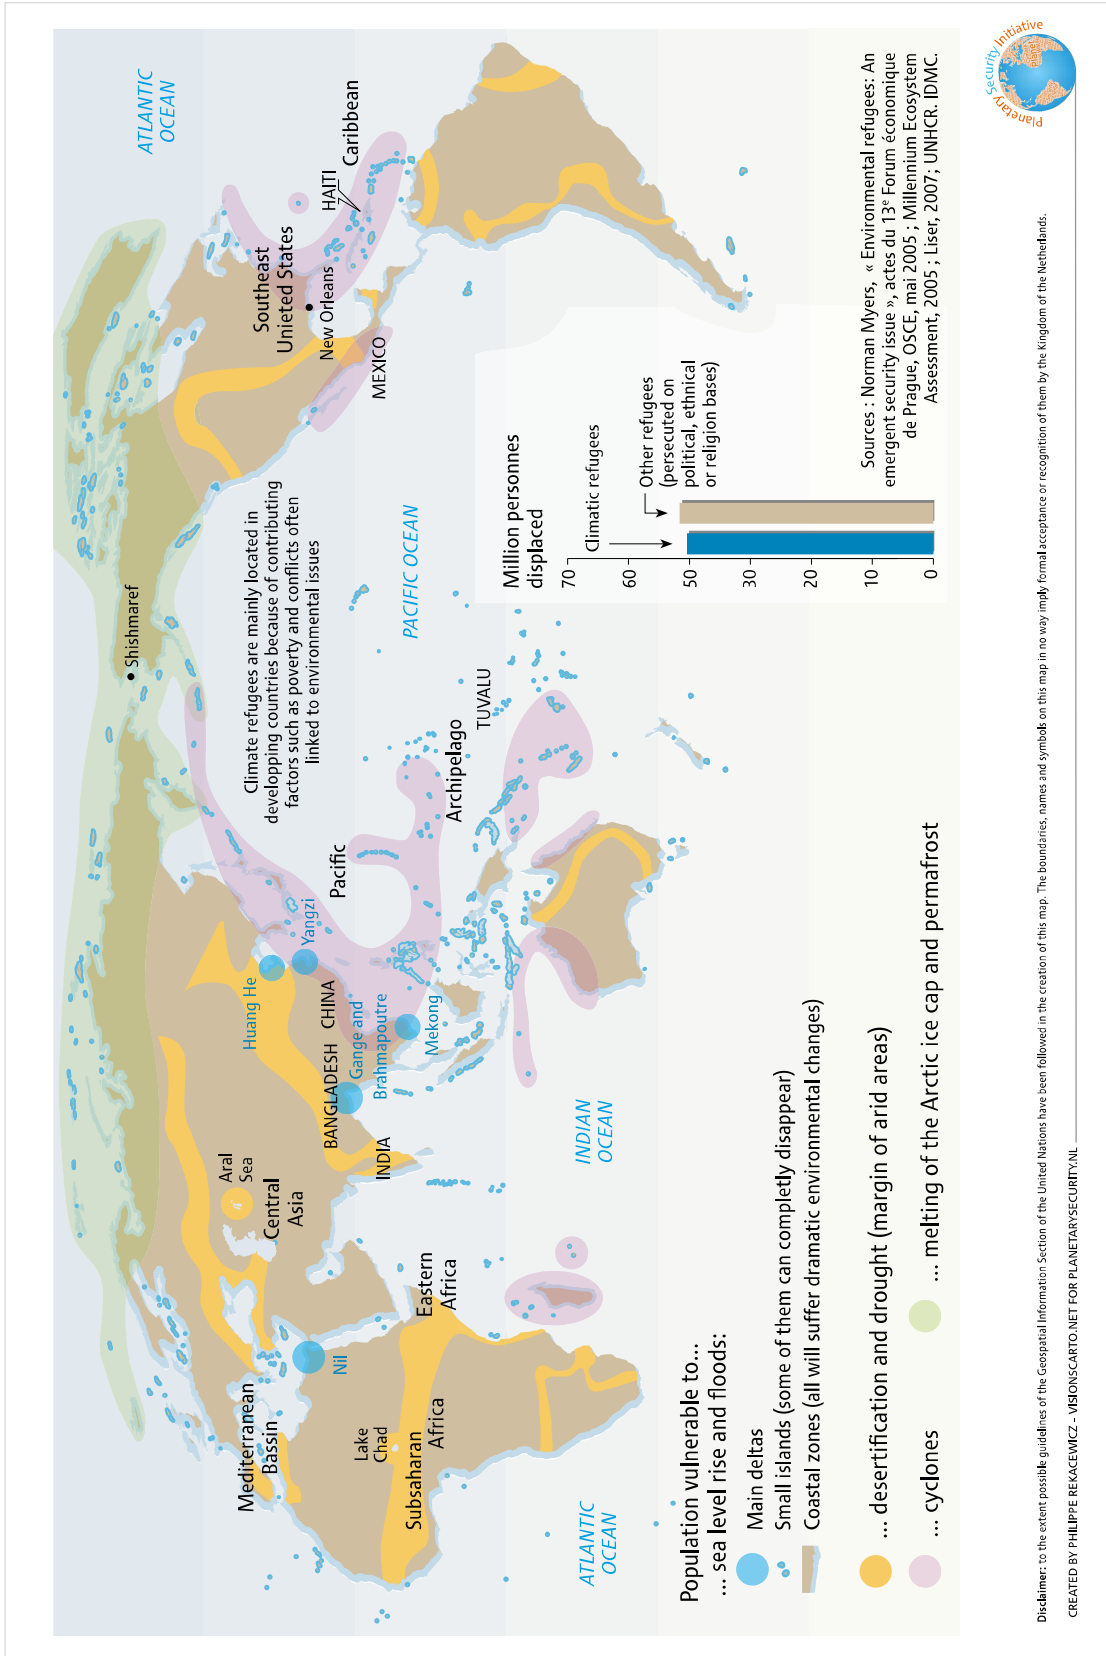 ATLANTIC
OCEAN
Shishmaref
Southeast
Unieted States
New Orleans
HAITI
Caribbean
MEXICO
Climate refugees are mainly located in
developping countries because of contributing
factors such as poverty and conflicts often
linked to environmental issues
PACIFIC OCEAN
Mediterranean
Bassin
Nil
Aral
Sea
Central
Asia
Huang He
Yangzi
CHINA
BANGLADESH
Gange and
Brahmapoutre
INDIA
Mekong
Pacific
Archipelago
TUVALU
Lake
Chad
Subsaharan
Africa
Eastern
Africa
INDIAN
OCEAN
ATLANTIC
OCEAN
Population vulnerable to...
... sea level rise and floods:
Main deltas
Small islands (some of them can completely disappear)
Coastal zones (all will suffer dramatic environmental changes)
... desertification and drought (margin of arid areas)
... cyclones
... melting of the Arctic ice cap and permafrost
Million personnes
displaced
70
60
50
40
30
20
10
0
Climatic refugees
Other refugees
(persecuted on
political, ethnical
or religion bases)
Sources : Norman Myers, « Environmental refugees: An
emergent security issue », actes du 13e Forum économique
de Prague, OSCE, mai 2005 ; Millennium Ecosystem
Assessment, 2005 ; Liser, 2007; UNHCR. IDMC.
Planetary Security Initiative
Disclaimer: to the extent possible guidelines of the Geospatial Information Section of the United Nations have been followed in the creation of this map. The boundaries, names and symbols on this map in no way imply formal acceptance or recognition of them by the Kingdom of the Netherlands.
CREATED BY PHILIPPE REKACEWICZ - VISIONSCARTO.NET FOR PLANETARYSECURITY.NL